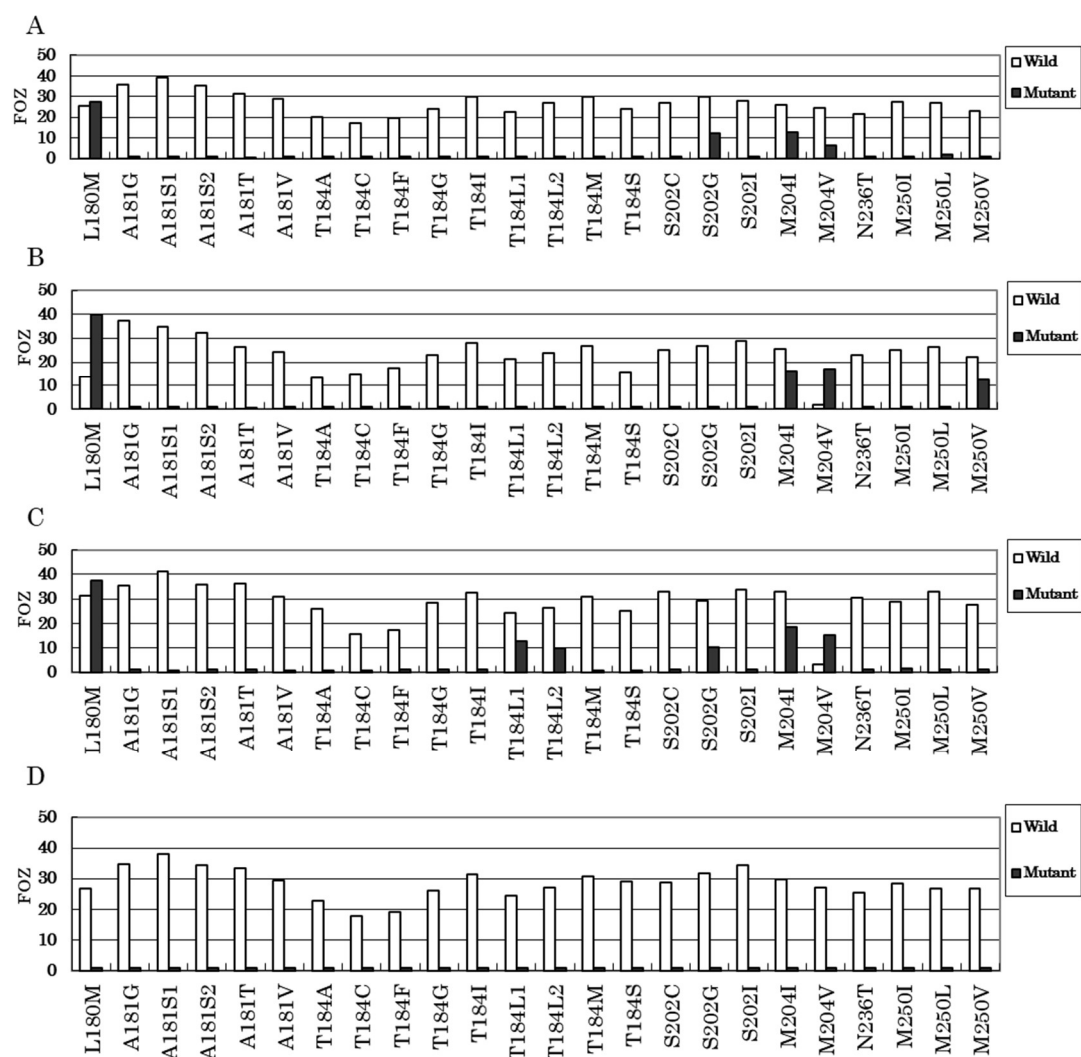 A
50
40
30
20
10
0
FOZ
Wild
Mutant
L180M A181G A181S1 A181S2 A181T A181V T184A T184C T184F T184G T184I T184L1 T184L2 T184M T184S S202C S202G S202I M204I M204V N236T M250I M250L M250V
B
50
40
30
20
10
0
FOZ
Wild
Mutant
L180M A181G A181S1 A181S2 A181T A181V T184A T184C T184F T184G T184I T184L1 T184L2 T184M T184S S202C S202G S202I M204I M204V N236T M250I M250L M250V
C
50
40
30
20
10
0
FOZ
Wild
Mutant
L180M A181G A181S1 A181S2 A181T A181V T184A T184C T184F T184G T184I T184L1 T184L2 T184M T184S S202C S202G S202I M204I M204V N236T M250I M250L M250V
D
50
40
30
20
10
0
FOZ
Wild
Mutant
L180M A181G A181S1 A181S2 A181T A181V T184A T184C T184F T184G T184I T184L1 T184L2 T184M T184S S202C S202G S202I M204I M204V N236T M250I M250L M250V